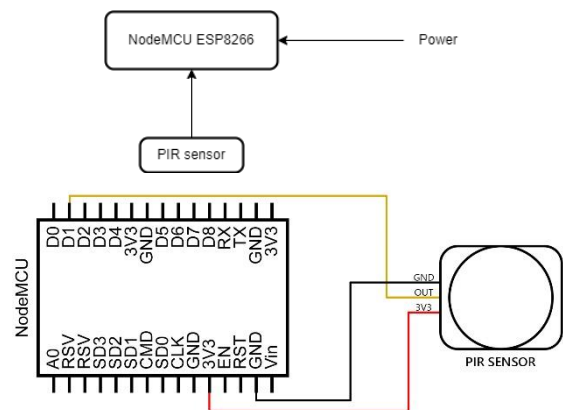 NodeMCU ESP8266
Power
PIR sensor
D0
D1
D2
D3
D4
3V3
GND
D5
D6
D7
D8
RX
TX
GND
3V3
NodeMCU
A0
RSV
RSV
SD3
SD2
SD1
CMD
SD0
CLK
GND
3V3
EN
RST
GND
Vin
GND
OUT
3V3
PIR SENSOR